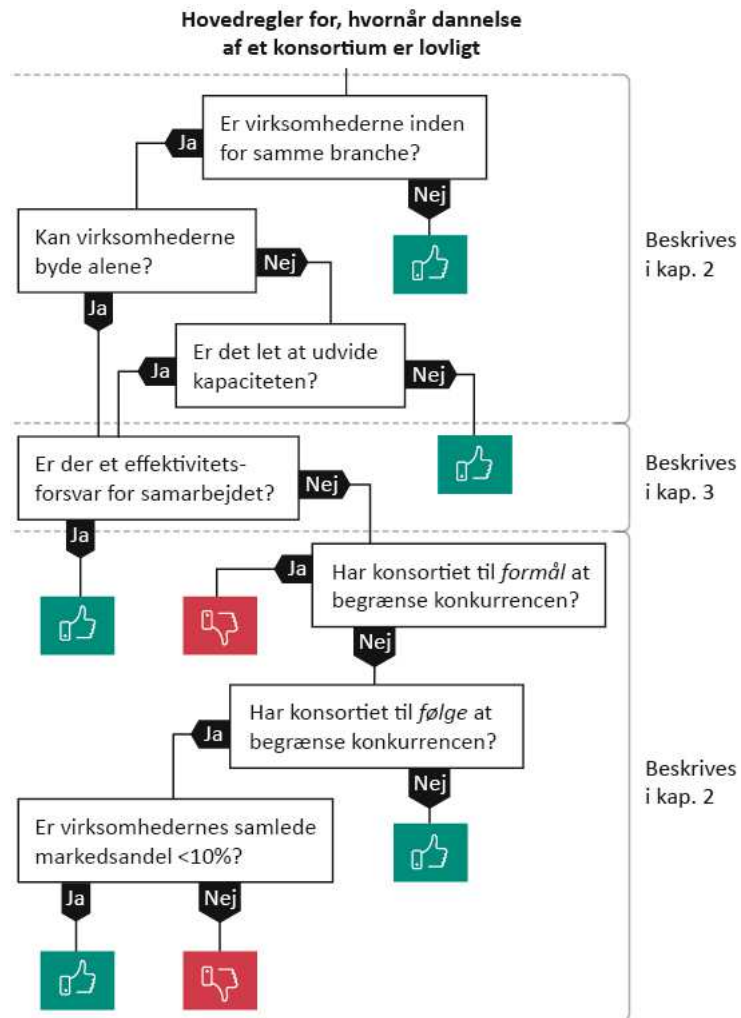 Hovedregler for, hvornår dannelse
af et konsortium er lovligt
Er virksomhederne inden
for samme branche?
Ja
Nej
Kan virksomhederne
byde alene?
Nej
Ja
Beskrives
i kap. 2
Er det let at udvide
kapaciteten?
Ja
Nej
Er der et effektivitets-
forsvar for samarbejdet?
Nej
Ja
Beskrives
i kap. 3
Har konsortiet til formål at
begrænse konkurrencen?
Ja
Nej
Har konsortiet til følge at
begrænse konkurrencen?
Ja
Nej
Beskrives
i kap. 2
Er virksomhedernes samlede
markedsandel <10%?
Ja
Nej